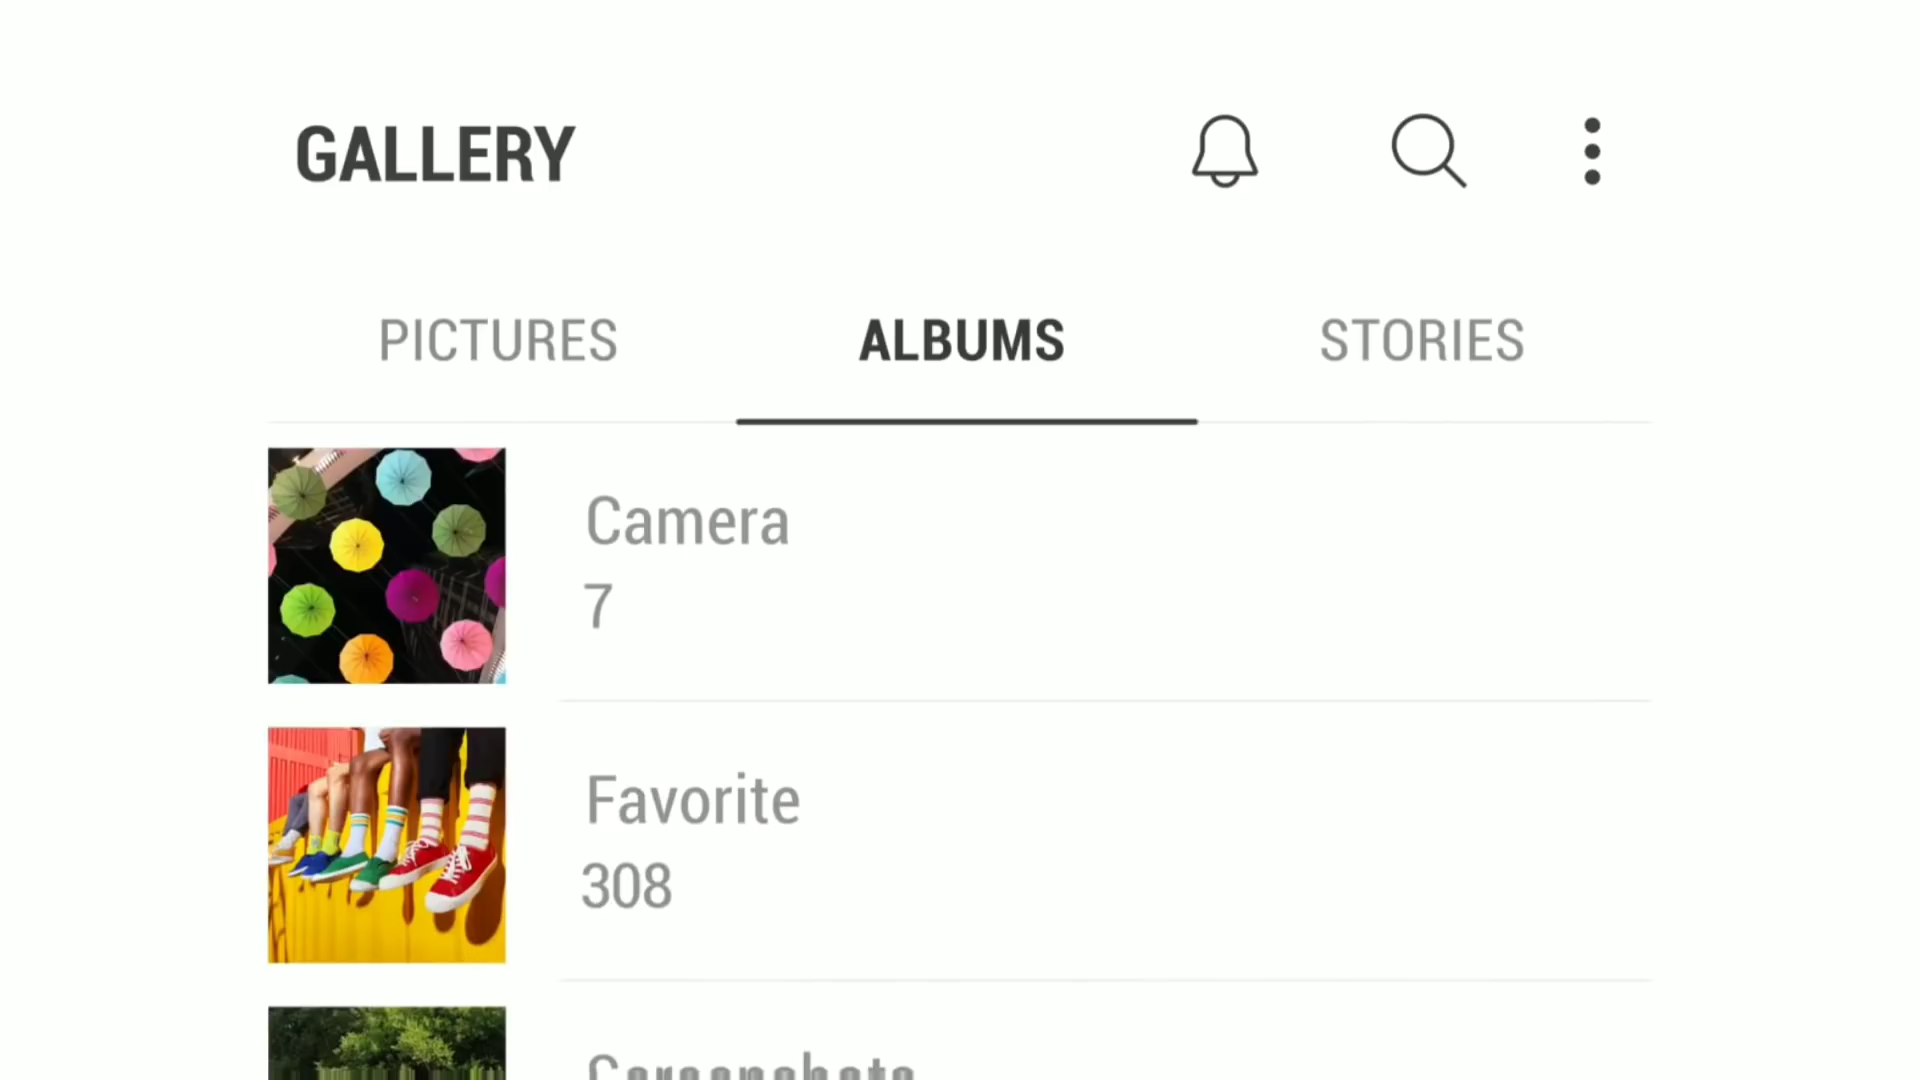 GALLERY
PICTURES ALBUMS STORIES
Camera
7
Favorite
308
Screenshots